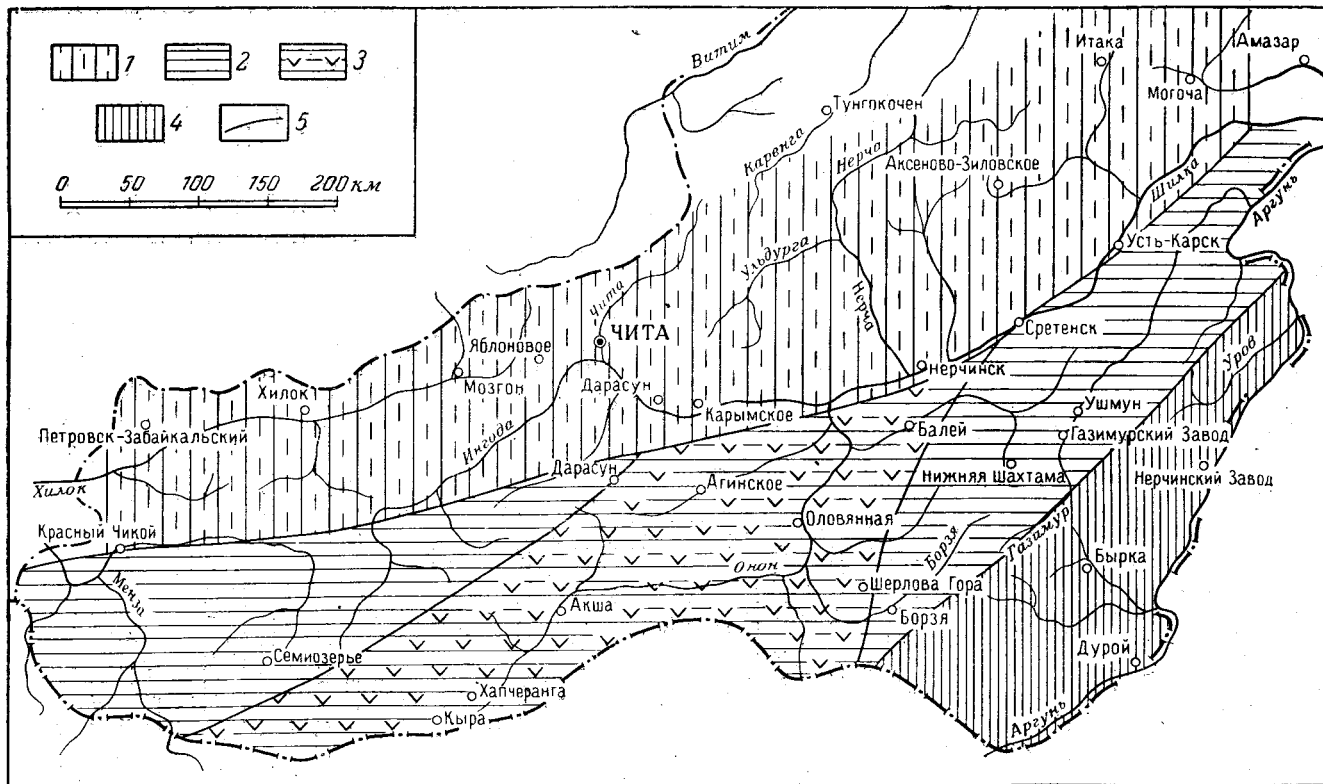 1 2 3
4 5
0 50 100 150 200 км
Витим
Итака
Амазар
Могоча
Тунгокочен
Каренга
Нерча
Аксеново-Зиловское
Шилка
Аргунь
Усть-Карск
Ульдурга
Нерча
Чита
ЧИТА
Сретенск
Уров
Яблоновое
Мозгон
Хилок
Дарасун
Карымское
Нерчинск
Ушмун
Балей
Газимурский Завод
Петровск-Забайкальский
Ингода
Нижняя Шахтама
Нерчинский Завод
Хилок
Дарасун
Агинское
Оловянная
Газимур
Красный Чикой
Менза
Онон
Борзя
Бырка
Шерлова Гора
Акша
Борзя
Дурой
Семиозерье
Хапчеранга
Кыра
Аргунь